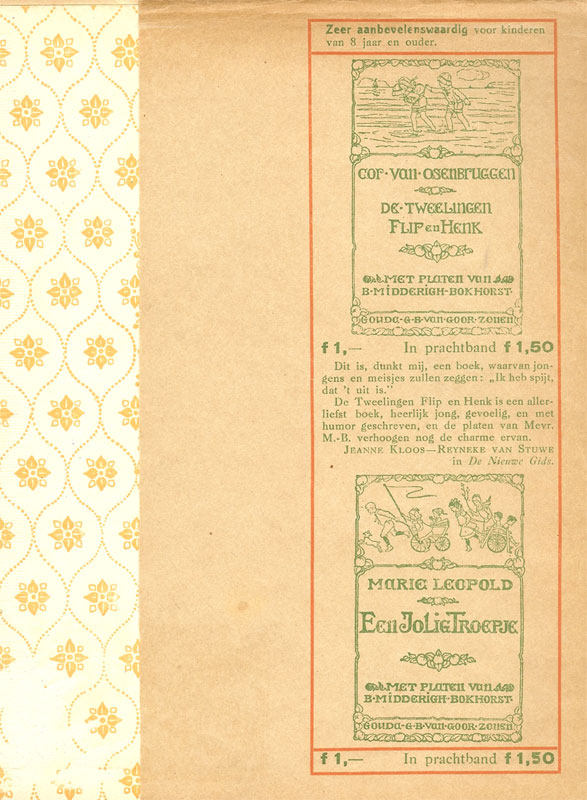 Zeer aanbevelenswaardig voor kinderen
van 8 jaar en ouder.
COR · VAN · OSENBRUGGEN
DE · TWEELINGEN
FLIP en HENK
MET PLATEN VAN
B · MIDDERIGH - BOKHORST ·
GOUDA · G · B · VAN · GOOR · ZONEN
f 1,— In prachtband f 1,50
Dit is, dunkt mij, een boek, waarvan jon-
gens en meisjes zullen zeggen: „Ik heb spijt,
dat 't uit is."
De Tweelingen Flip en Henk is een aller-
liefst boek, heerlijk jong, gevoelig, en met
humor geschreven, en de platen van Mevr.
M.-B. verhoogen nog de charme ervan.
JEANNE KLOOS—REYNEKE VAN STUWE
in De Nieuwe Gids.
MARIE LEOPOLD
EEN JOLIG TROEPJE
MET PLATEN VAN
B · MIDDERIGH - BOKHORST ·
GOUDA · G · B · VAN · GOOR · ZONEN
f 1,— In prachtband f 1,50